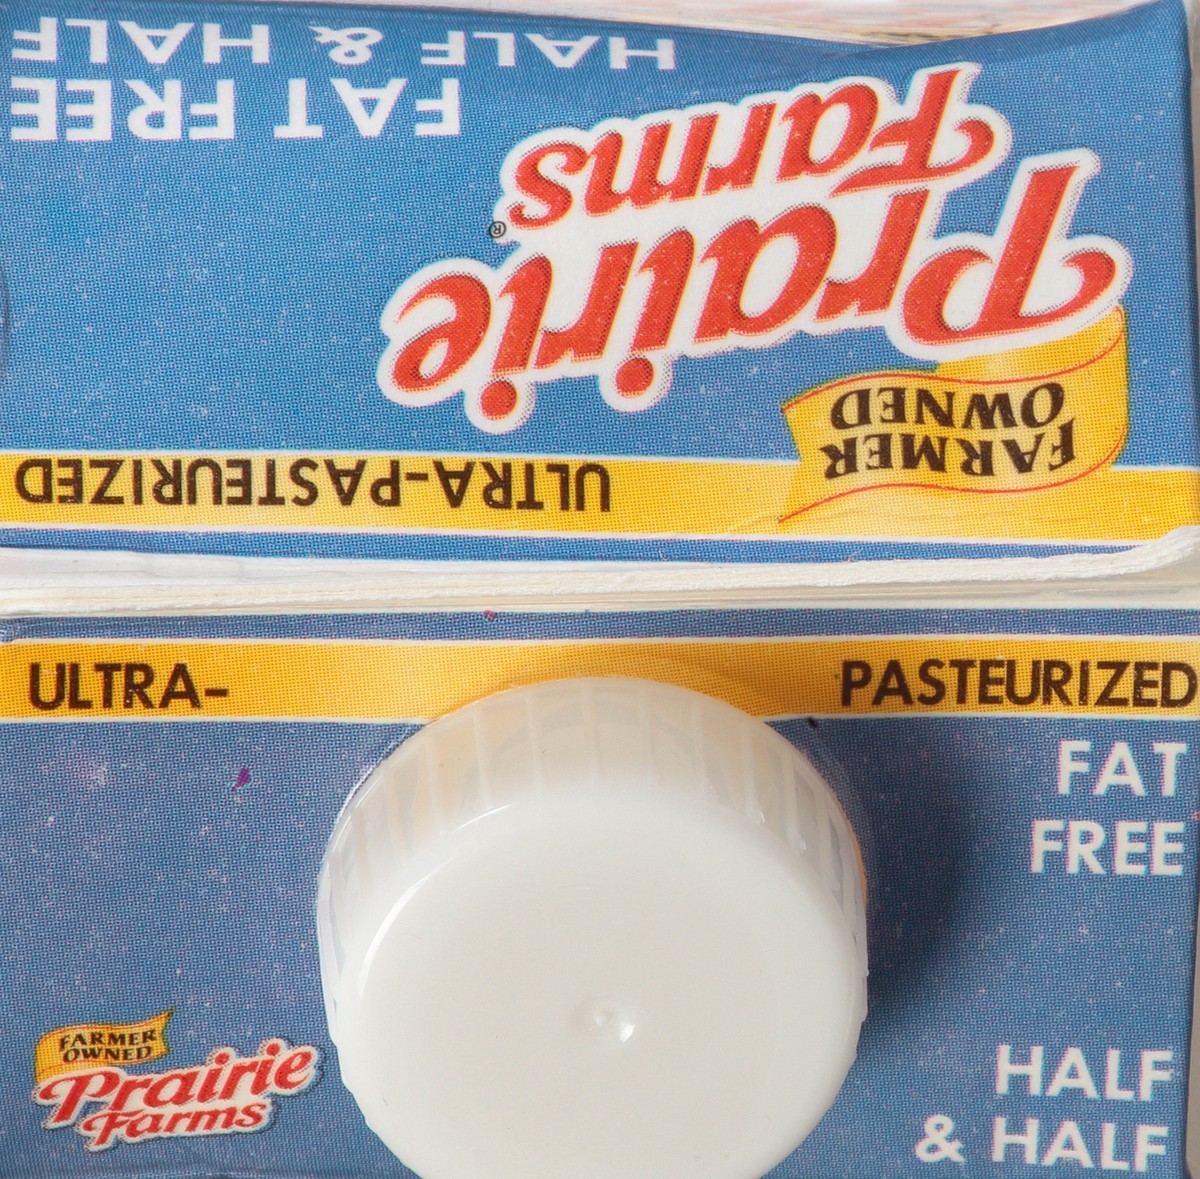 ULTRA-PASTEURIZED
FARMER
OWNED
Prairie
Farms
®
FAT FREE
HALF & HALF
ULTRA- PASTEURIZED
FAT
FREE
HALF
& HALF
FARMER
OWNED
Prairie
Farms